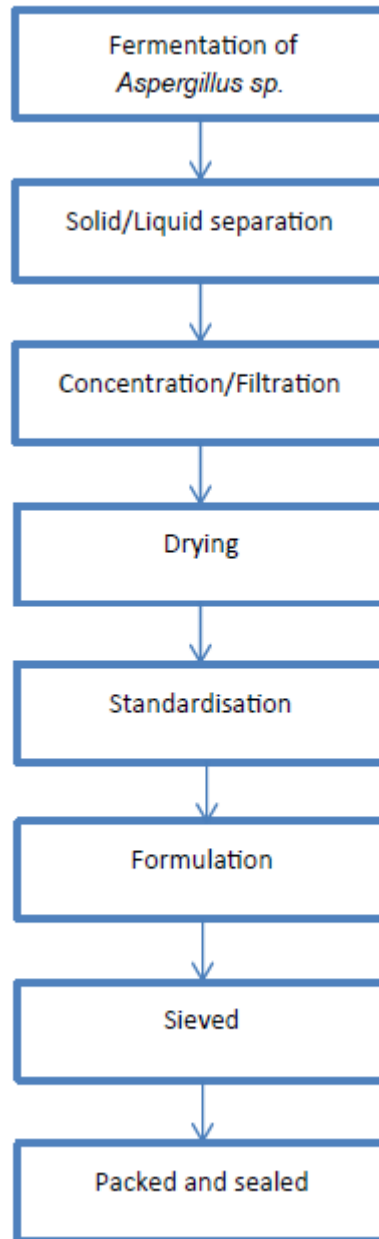 Fermentation of
Aspergillus sp.
Solid/Liquid separation
Concentration/Filtration
Drying
Standardisation
Formulation
Sieved
Packed and sealed